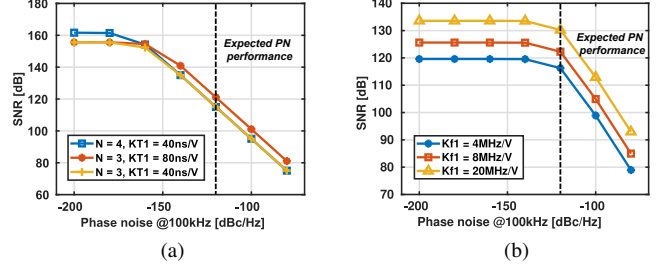 180
160
140
120
100
80
60
SNR [dB]
Expected PN
performance
N = 4, KT1 = 40ns/V
N = 3, KT1 = 80ns/V
N = 3, KT1 = 40ns/V
-200
-150
-100
Phase noise @100kHz [dBc/Hz]
(a)
140
130
120
110
100
90
80
70
SNR [dB]
Expected PN
performance
Kf1 = 4MHz/V
Kf1 = 8MHz/V
Kf1 = 20MHz/V
-200
-150
-100
Phase noise @100kHz [dBc/Hz]
(b)